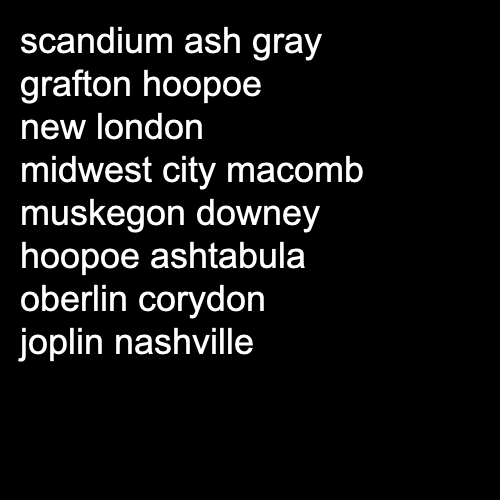 scandium ash gray
grafton hoopoe
new london
midwest city macomb
muskegon downey
hoopoe ashtabula
oberlin corydon
joplin nashville